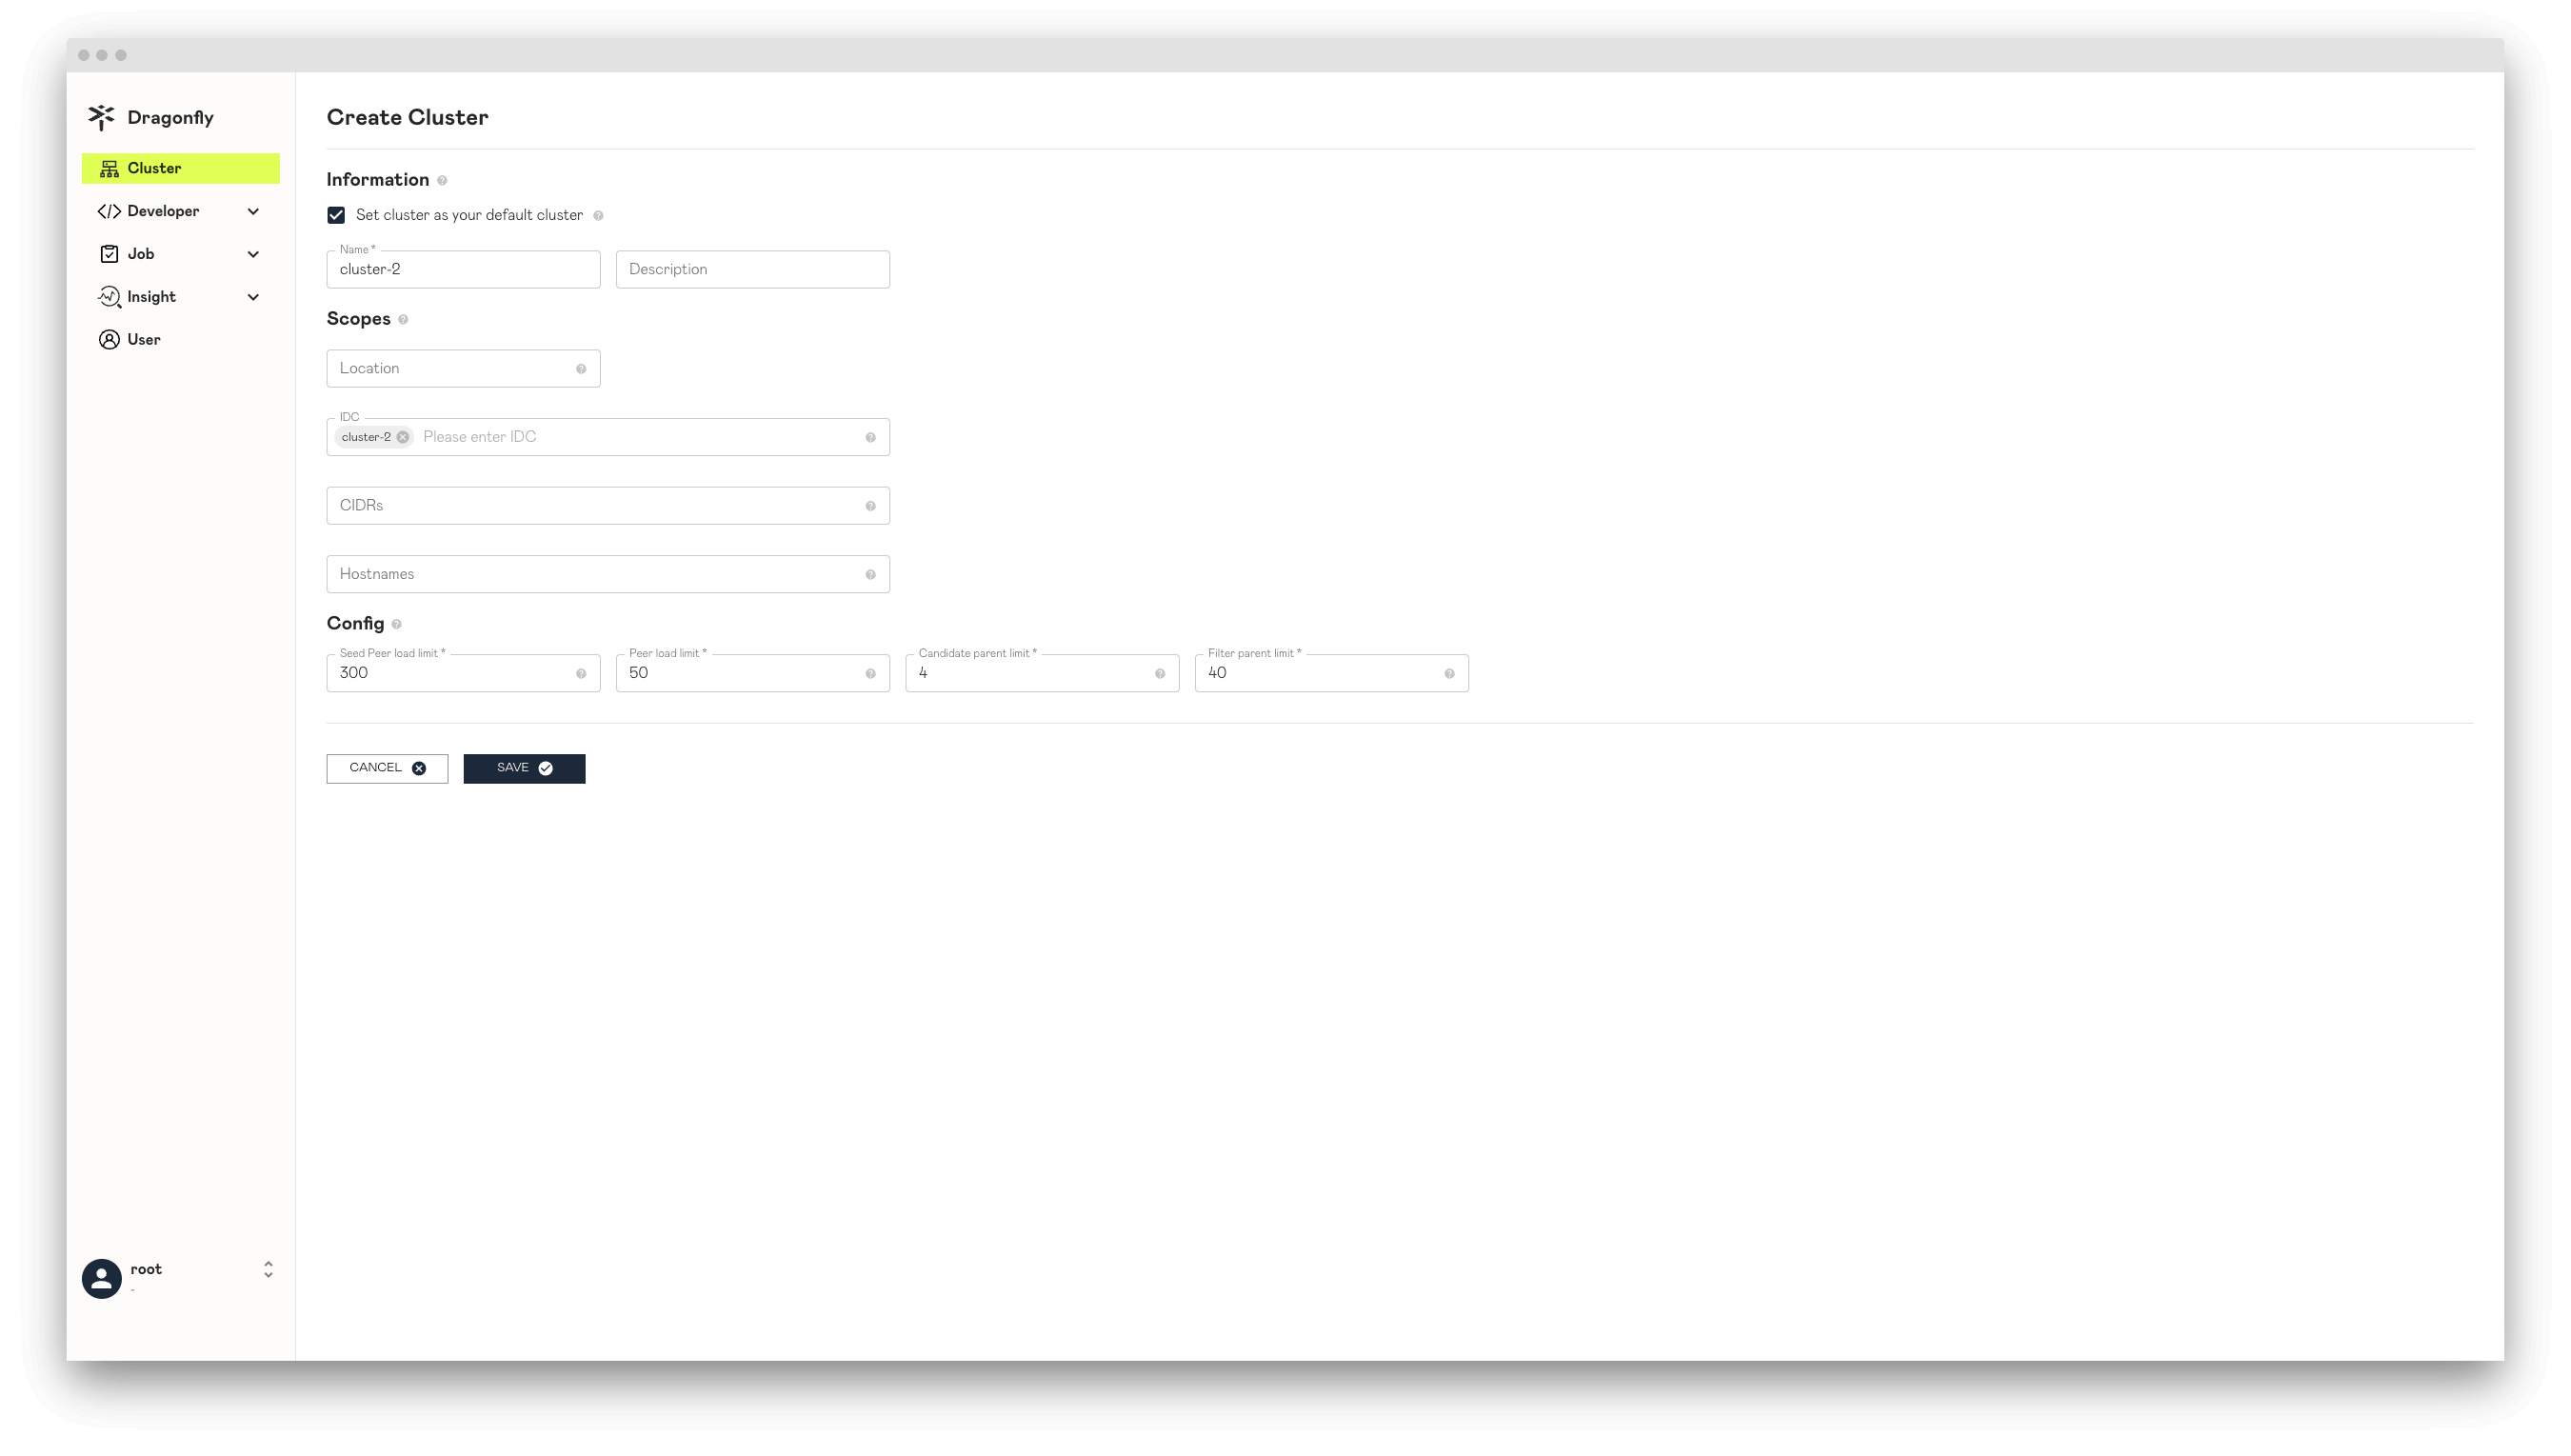 Dragonfly
Cluster
Developer
Job
Insight
User
root
-
Create Cluster
Information
Set cluster as your default cluster
Name *
cluster-2
Description
Scopes
Location
IDC
cluster-2 Please enter IDC
CIDRs
Hostnames
Config
Seed Peer load limit * Peer load limit * Candidate parent limit * Filter parent limit *
300 50 4 40
CANCEL SAVE